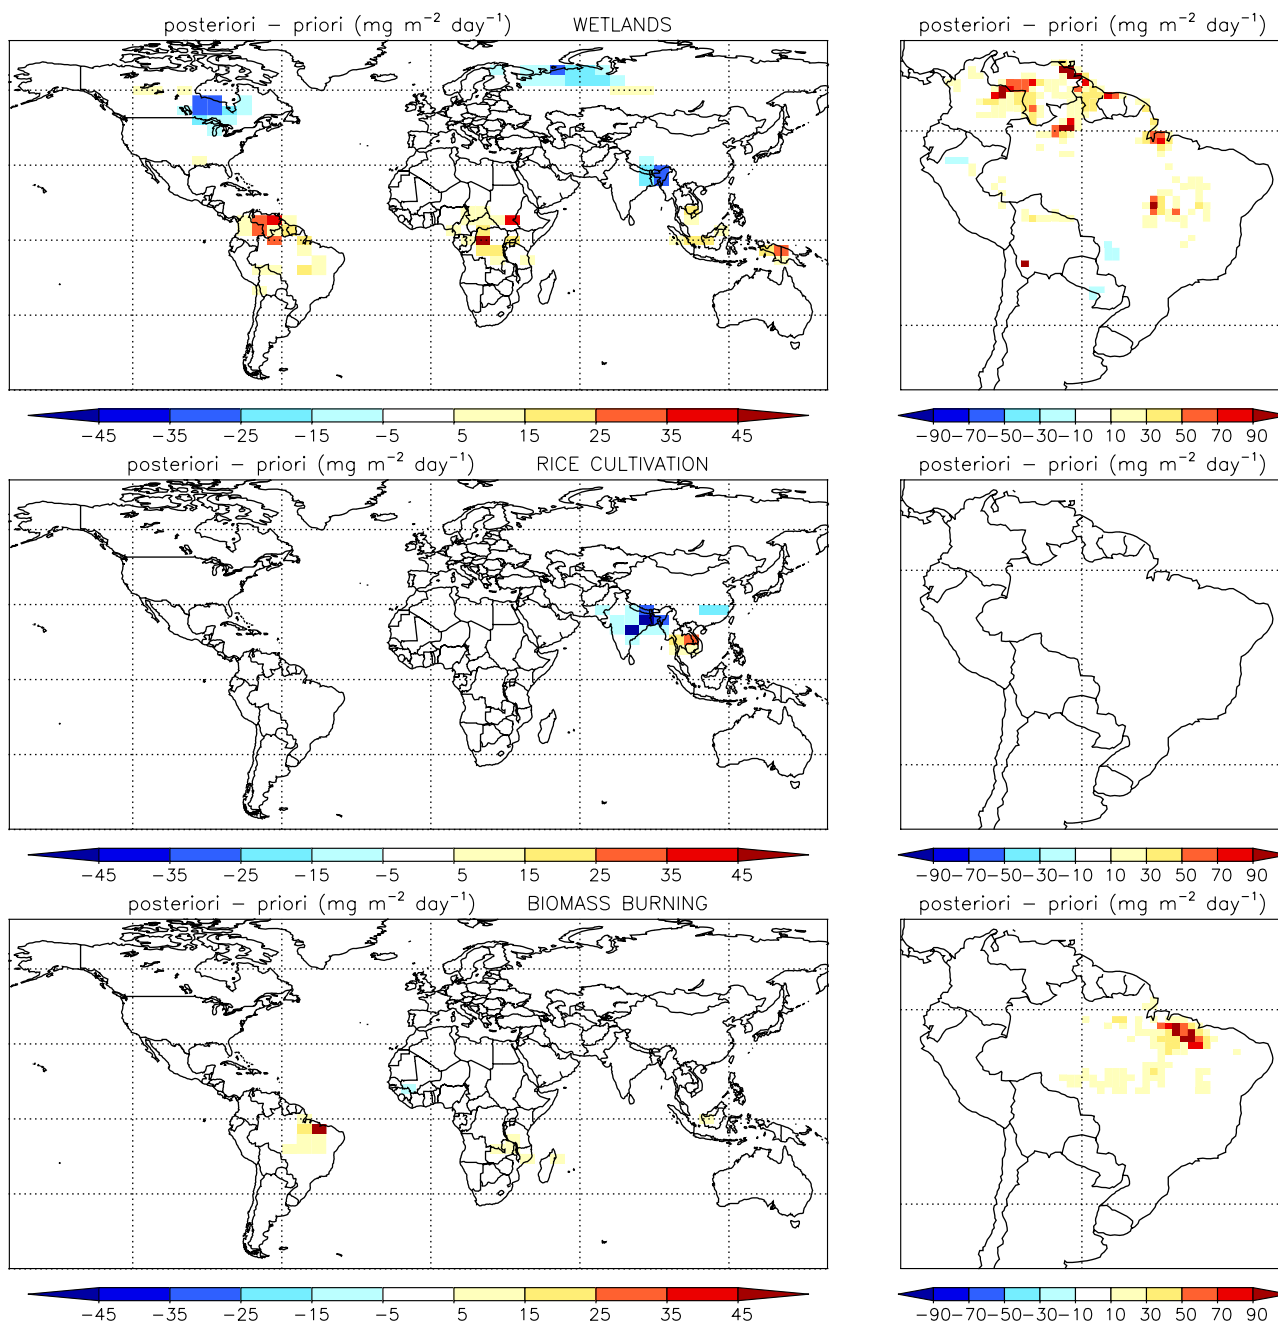 posteriori − priori (mg m⁻² day⁻¹) WETLANDS
posteriori − priori (mg m⁻² day⁻¹)
−45 −35 −25 −15 −5 5 15 25 35 45
−90 −70 −50 −30 −10 10 30 50 70 90
posteriori − priori (mg m⁻² day⁻¹) RICE CULTIVATION
posteriori − priori (mg m⁻² day⁻¹)
−45 −35 −25 −15 −5 5 15 25 35 45
−90 −70 −50 −30 −10 10 30 50 70 90
posteriori − priori (mg m⁻² day⁻¹) BIOMASS BURNING
posteriori − priori (mg m⁻² day⁻¹)
−45 −35 −25 −15 −5 5 15 25 35 45
−90 −70 −50 −30 −10 10 30 50 70 90